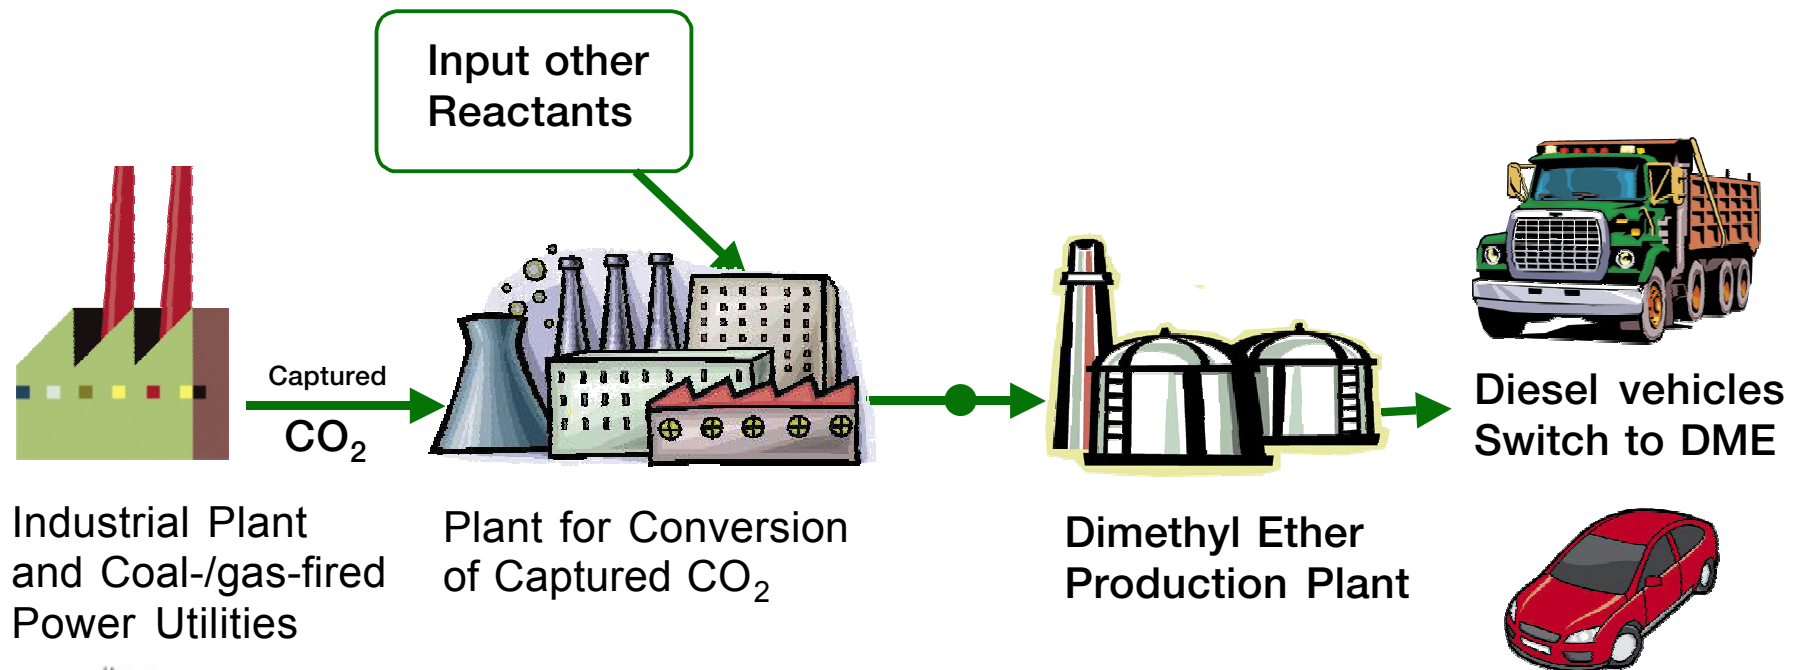 Input other
Reactants
Captured
CO₂
Industrial Plant
and Coal-/gas-fired
Power Utilities
Plant for Conversion
of Captured CO₂
Dimethyl Ether
Production Plant
Diesel vehicles
Switch to DME